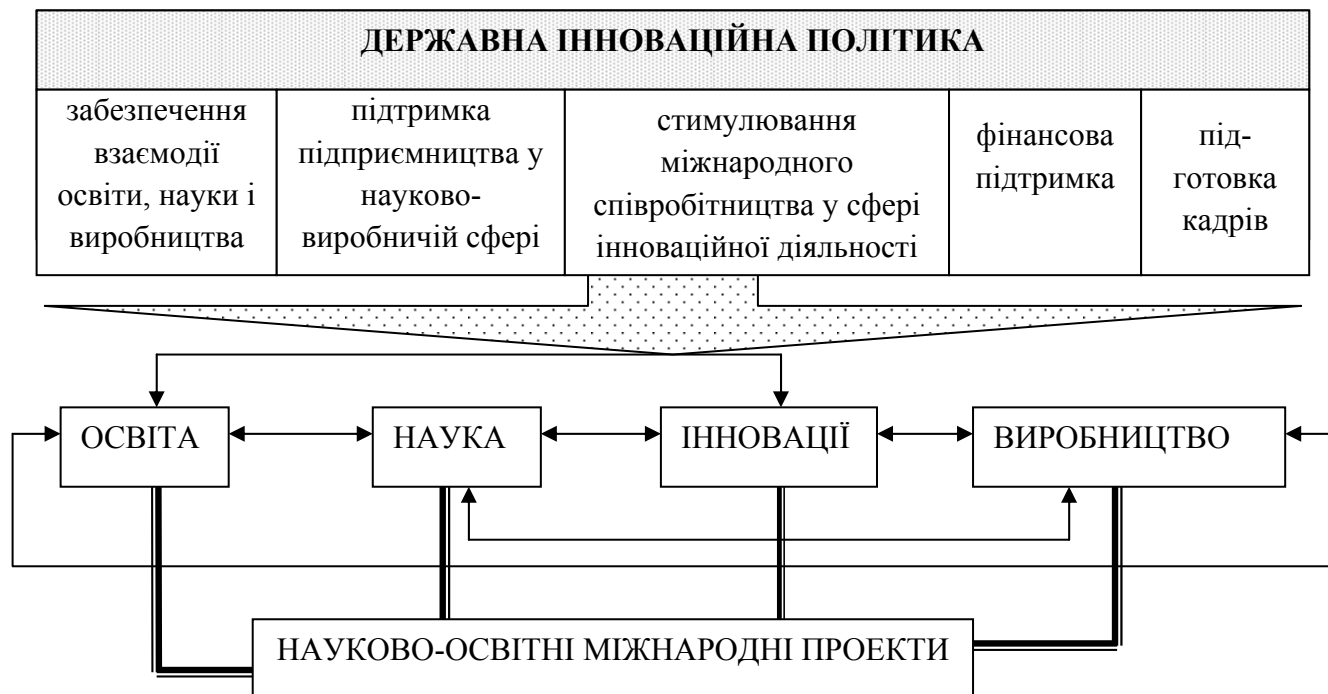 ДЕРЖАВНА ІННОВАЦІЙНА ПОЛІТИКА
забезпечення
взаємодії
освіти, науки і
виробництва
підтримка
підприємництва у
науково-
виробничій сфері
стимулювання
міжнародного
співробітництва у сфері
інноваційної діяльності
фінансова
підтримка
під-
готовка
кадрів
ОСВІТА
НАУКА
ІННОВАЦІЇ
ВИРОБНИЦТВО
НАУКОВО-ОСВІТНІ МІЖНАРОДНІ ПРОЕКТИ